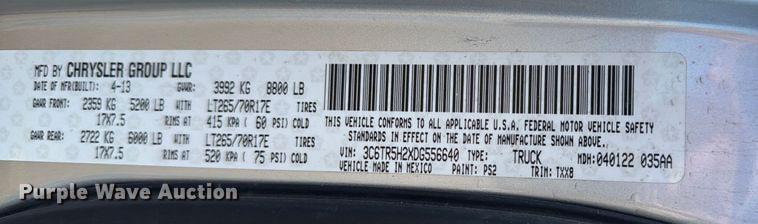 MFD BY CHRYSLER GROUP LLC
DATE OF MFR(BUILT): 4-13 GVWR: 3992 KG 8800 LB
GAWR FRONT: 2359 KG 5200 LB WITH LT265/70R17E TIRES
17X7.5 RIMS AT 415 KPA ( 60 PSI) COLD
GAWR REAR: 2722 KG 6000 LB WITH LT265/70R17E TIRES
17X7.5 RIMS AT 520 KPA ( 75 PSI) COLD
THIS VEHICLE CONFORMS TO ALL APPLICABLE U.S.A. FEDERAL MOTOR VEHICLE SAFETY
STANDARDS IN EFFECT ON THE DATE OF MANUFACTURE SHOWN ABOVE.
VIN: 3C6TR5H2XDG556640 TYPE: TRUCK MDH: 040122 035AA
VEHICLE MADE IN MEXICO PAINT: PS2 TRIM: TXX8
Purple Wave Auction